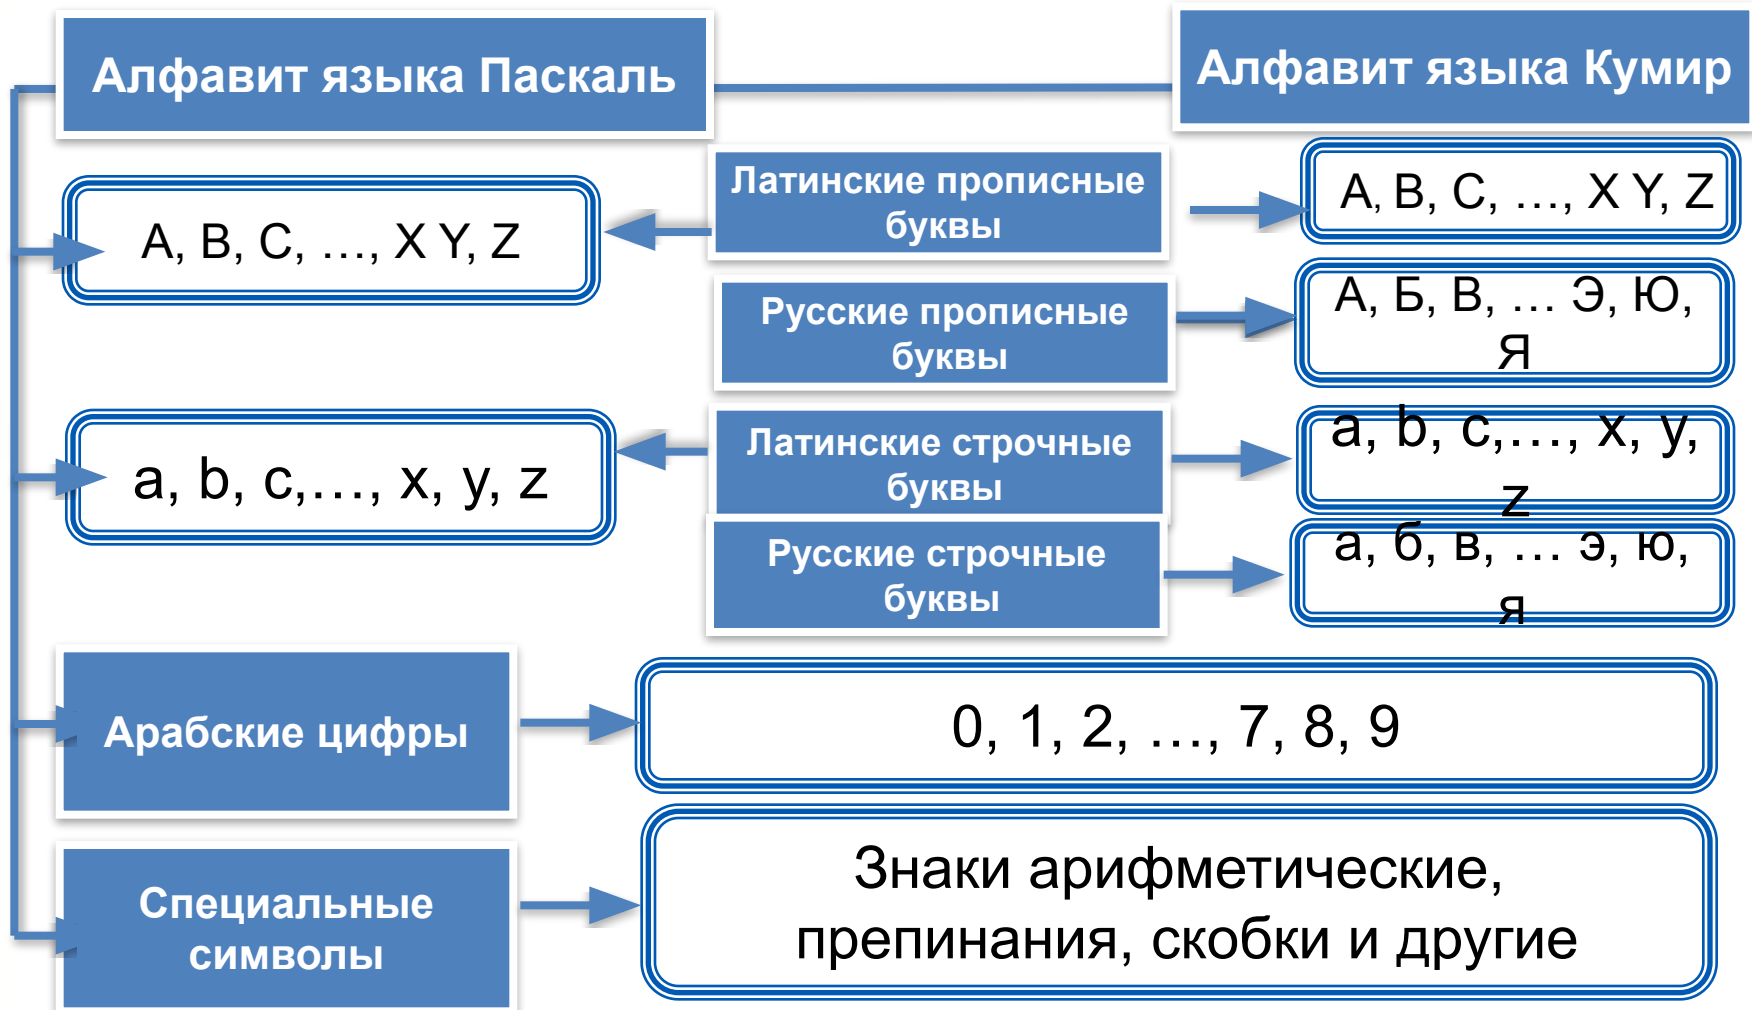 Алфавит языка Паскаль
Алфавит языка Кумир
Латинские прописные
буквы
A, B, C, …, X Y, Z
A, B, C, …, X Y, Z
Русские прописные
буквы
А, Б, В, … Э, Ю,
Я
Латинские строчные
буквы
a, b, c,…, x, y, z
a, b, c,…, x, y,
z
Русские строчные
буквы
а, б, в, … э, ю,
я
Арабские цифры
0, 1, 2, …, 7, 8, 9
Специальные
символы
Знаки арифметические,
препинания, скобки и другие